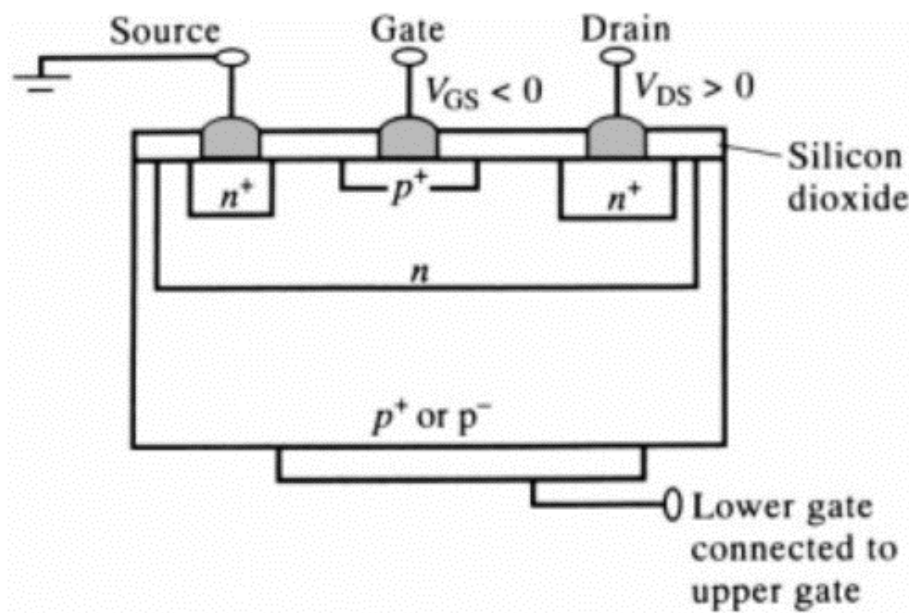 Source
Gate
Drain
V_GS < 0
V_DS > 0
Silicon
dioxide
n⁺
p⁺
n⁺
n
p⁺ or p⁻
Lower gate
connected to
upper gate